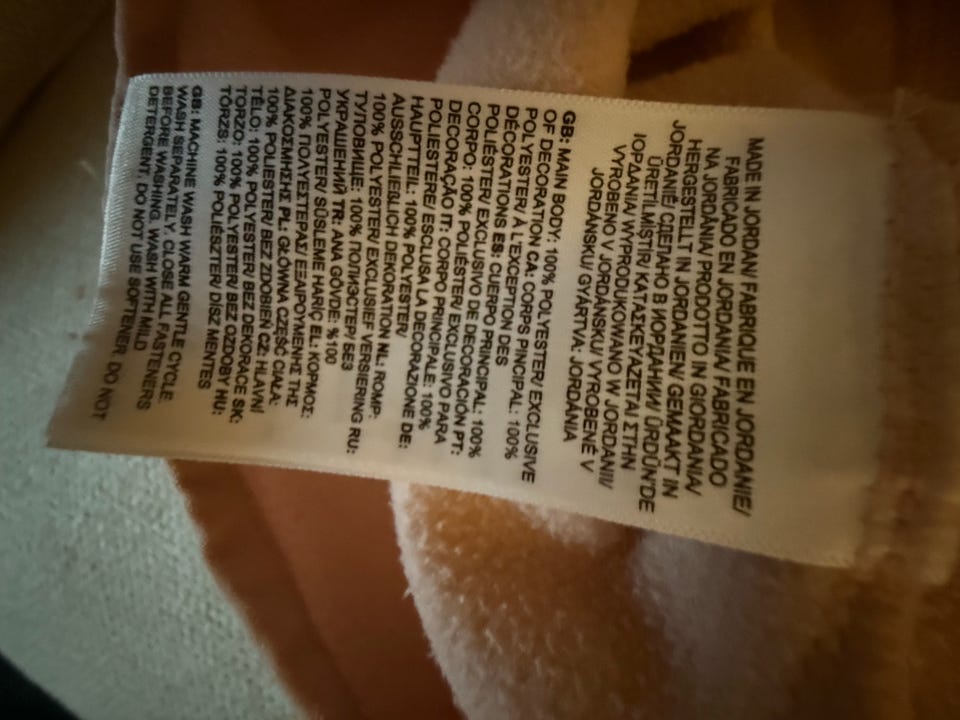 MADE IN JORDAN/ FABRIQUE EN JORDANIE/
FABRICADO EN JORDANIA/ FABRICADO
NA JORDÂNIA/ PRODOTTO IN GIORDANIA/
HERGESTELLT IN JORDANIEN/ GEMAAKT IN
JORDANIË/ СДЕЛАНО В ИОРДАНИИ/ ÜRDÜN'DE
ÜRETİLMİŞTİR/ ΚΑΤΑΣΚΕΥΑΖΕΤΑΙ ΣΤΗΝ
ΙΟΡΔΑΝΙΑ/ WYPRODUKOWANO W JORDANII/
VYROBENO V JORDÁNSKU/ VYROBENÉ V
JORDÁNSKU/ GYÁRTVA: JORDÁNIA
GB: MAIN BODY: 100% POLYESTER/ EXCLUSIVE
OF DECORATION CA: CORPS PINCIPAL: 100%
POLYESTER/ À L'EXCEPTION DES
DÉCORATIONS ES: CUERPO PRINCIPAL: 100%
POLIÉSTER/ EXCLUSIVO DE DECORACIÓN PT:
CORPO: 100% POLIÉSTER/ EXCLUSIVO PARA
DECORAÇÃO IT: CORPO PRINCIPALE: 100%
POLIESTERE/ ESCLUSA LA DECORAZIONE DE:
HAUPTTEIL: 100% POLYESTER/
AUSSCHLIEßLICH DEKORATION NL: ROMP:
100% POLYESTER/ EXCLUSIEF VERSIERING RU:
ТУЛОВИЩЕ: 100% ПОЛИЭСТЕР/ БЕЗ
УКРАШЕНИЙ TR: ANA GÖVDE: %100
POLYESTER/ SÜSLEME HARİÇ EL: ΚΟΡΜΟΣ:
100% ΠΟΛΥΕΣΤΕΡΑΣ/ ΕΞΑΙΡΟΥΜΕΝΗΣ ΤΗΣ
ΔΙΑΚΟΣΜΗΣΗΣ PL: GŁÓWNA CZĘŚĆ CIAŁA:
100% POLIESTER/ BEZ ZDOBIEŃ CZ: HLAVNÍ
TĚLO: 100% POLYESTER/ BEZ DEKORACE SK:
TORZO: 100% POLYESTER/ BEZ OZDOBY HU:
TÖRZS: 100% POLIÉSZTER/ DÍSZ MENTES
GB: MACHINE WASH WARM GENTLE CYCLE.
WASH SEPARATELY. CLOSE ALL FASTENERS
BEFORE WASHING. WASH WITH MILD
DETERGENT. DO NOT USE SOFTENER. DO NOT